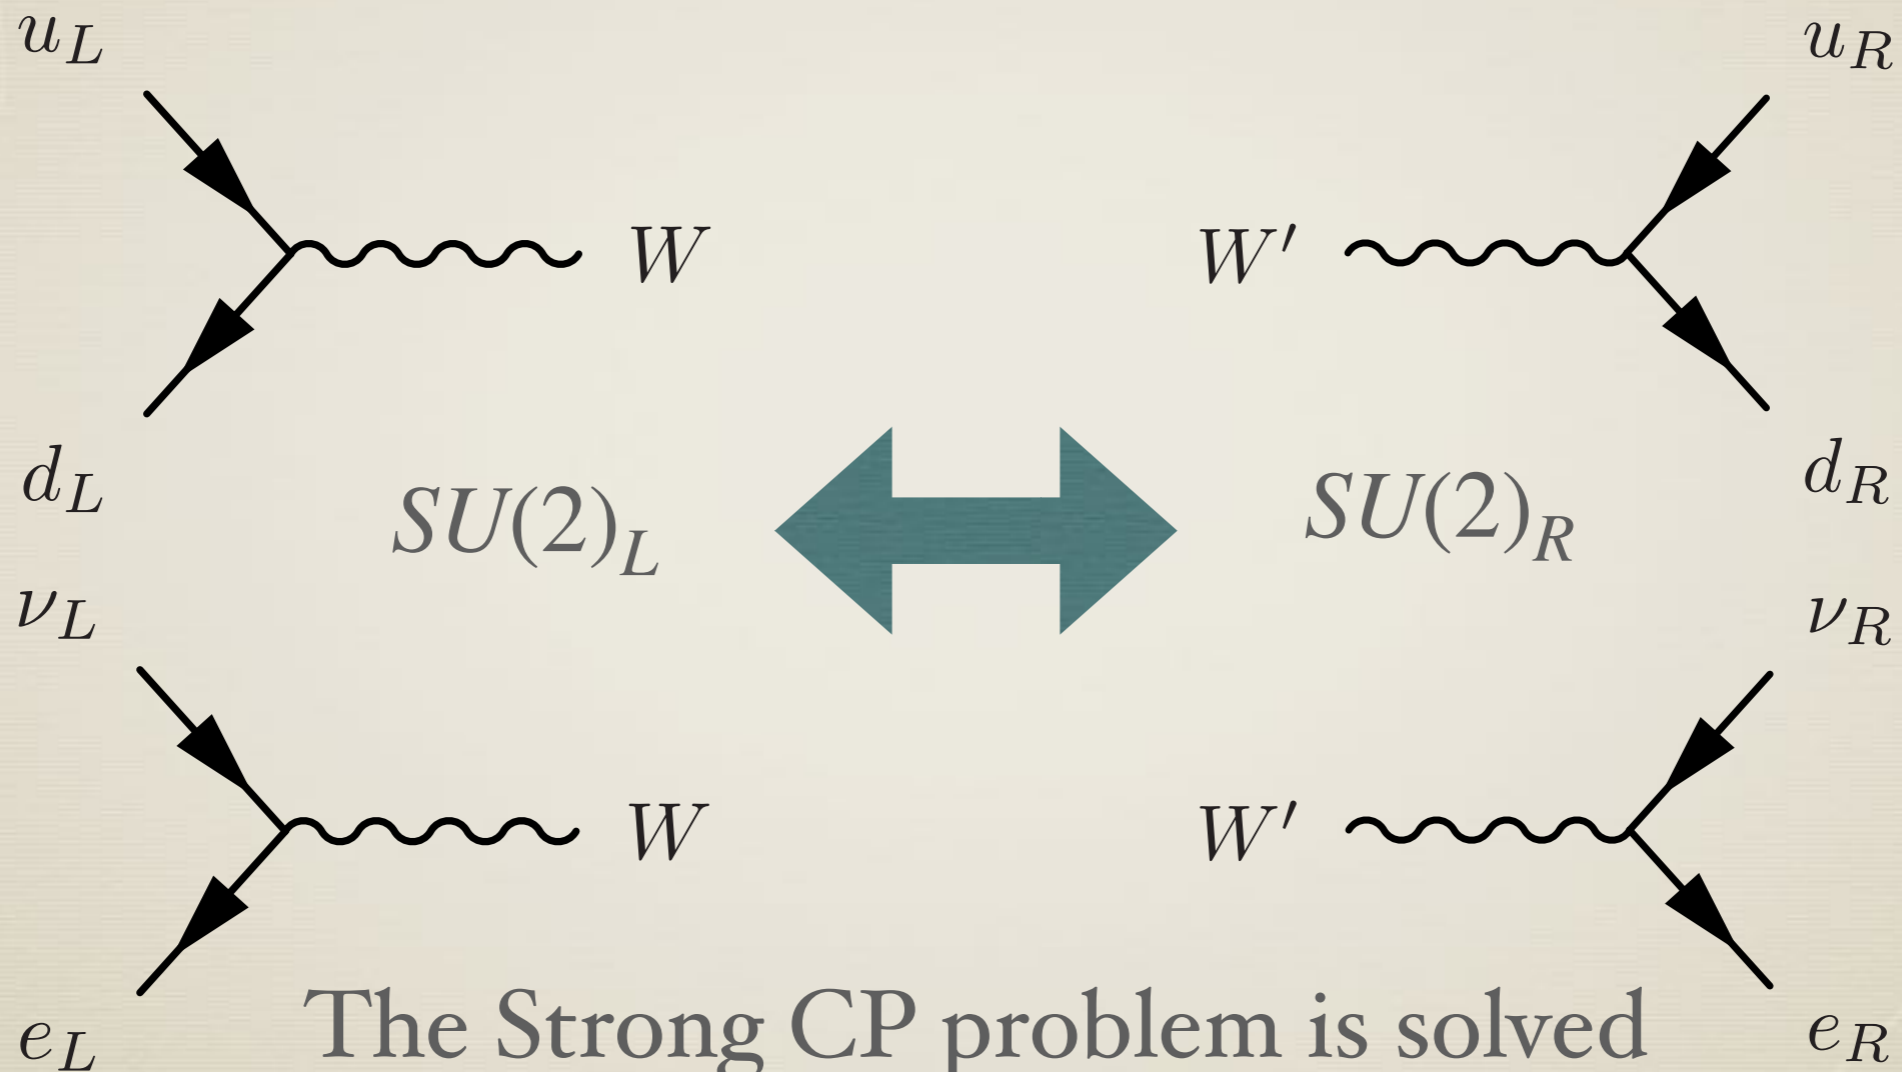 u_L
u_R
W
W′
d_L
d_R
SU(2)_L
SU(2)_R
ν_L
ν_R
W
W′
e_L
The Strong CP problem is solved
e_R